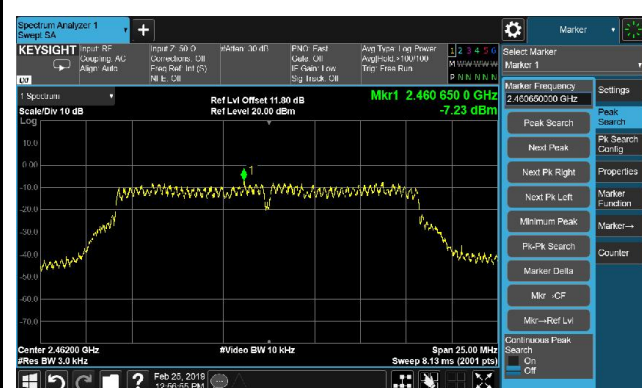 Spectrum Analyzer 1
Swept SA
+
Marker
KEYSIGHT
Input: RF
Coupling: AC
Align: Auto
Input Z: 50 Ω
Corrections: Off
Freq Ref: Int (S)
NFE: Off
#Atten: 30 dB
PNO: Fast
Gate: Off
IF Gain: Low
Sig Track: Off
Avg Type: Log Power
Avg|Hold:>100/100
Trig: Free Run
1 2 3 4 5 6
M W W W W W
P N N N N N
Select Marker
Marker 1
1 Spectrum
Scale/Div 10 dB
Log
Ref Lvl Offset 11.80 dB
Ref Level 20.00 dBm
Mkr1 2.460 650 0 GHz
-7.23 dBm
10.0
0.00
-10.0
-20.0
-30.0
-40.0
-50.0
-60.0
-70.0
1
Center 2.46200 GHz
#Res BW 3.0 kHz
#Video BW 10 kHz
Span 25.00 MHz
Sweep 8.13 ms (2001 pts)
Marker Frequency
2.460650000 GHz
Peak Search
Next Peak
Next Pk Right
Next Pk Left
Minimum Peak
Pk-Pk Search
Marker Delta
Mkr→CF
Mkr→Ref Lvl
Continuous Peak
Search
On
Off
Settings
Peak
Search
Pk Search
Config
Properties
Marker
Function
Marker→
Counter
?
Feb 25, 2019
12:56:55 PM